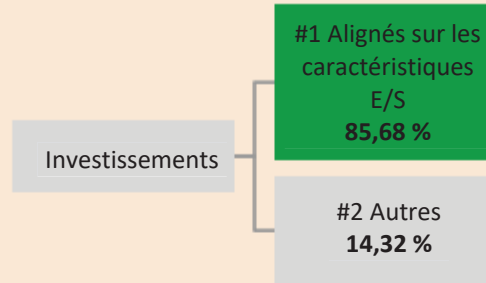 #1 Alignés sur les
caractéristiques
E/S
85,68 %
Investissements
#2 Autres
14,32 %